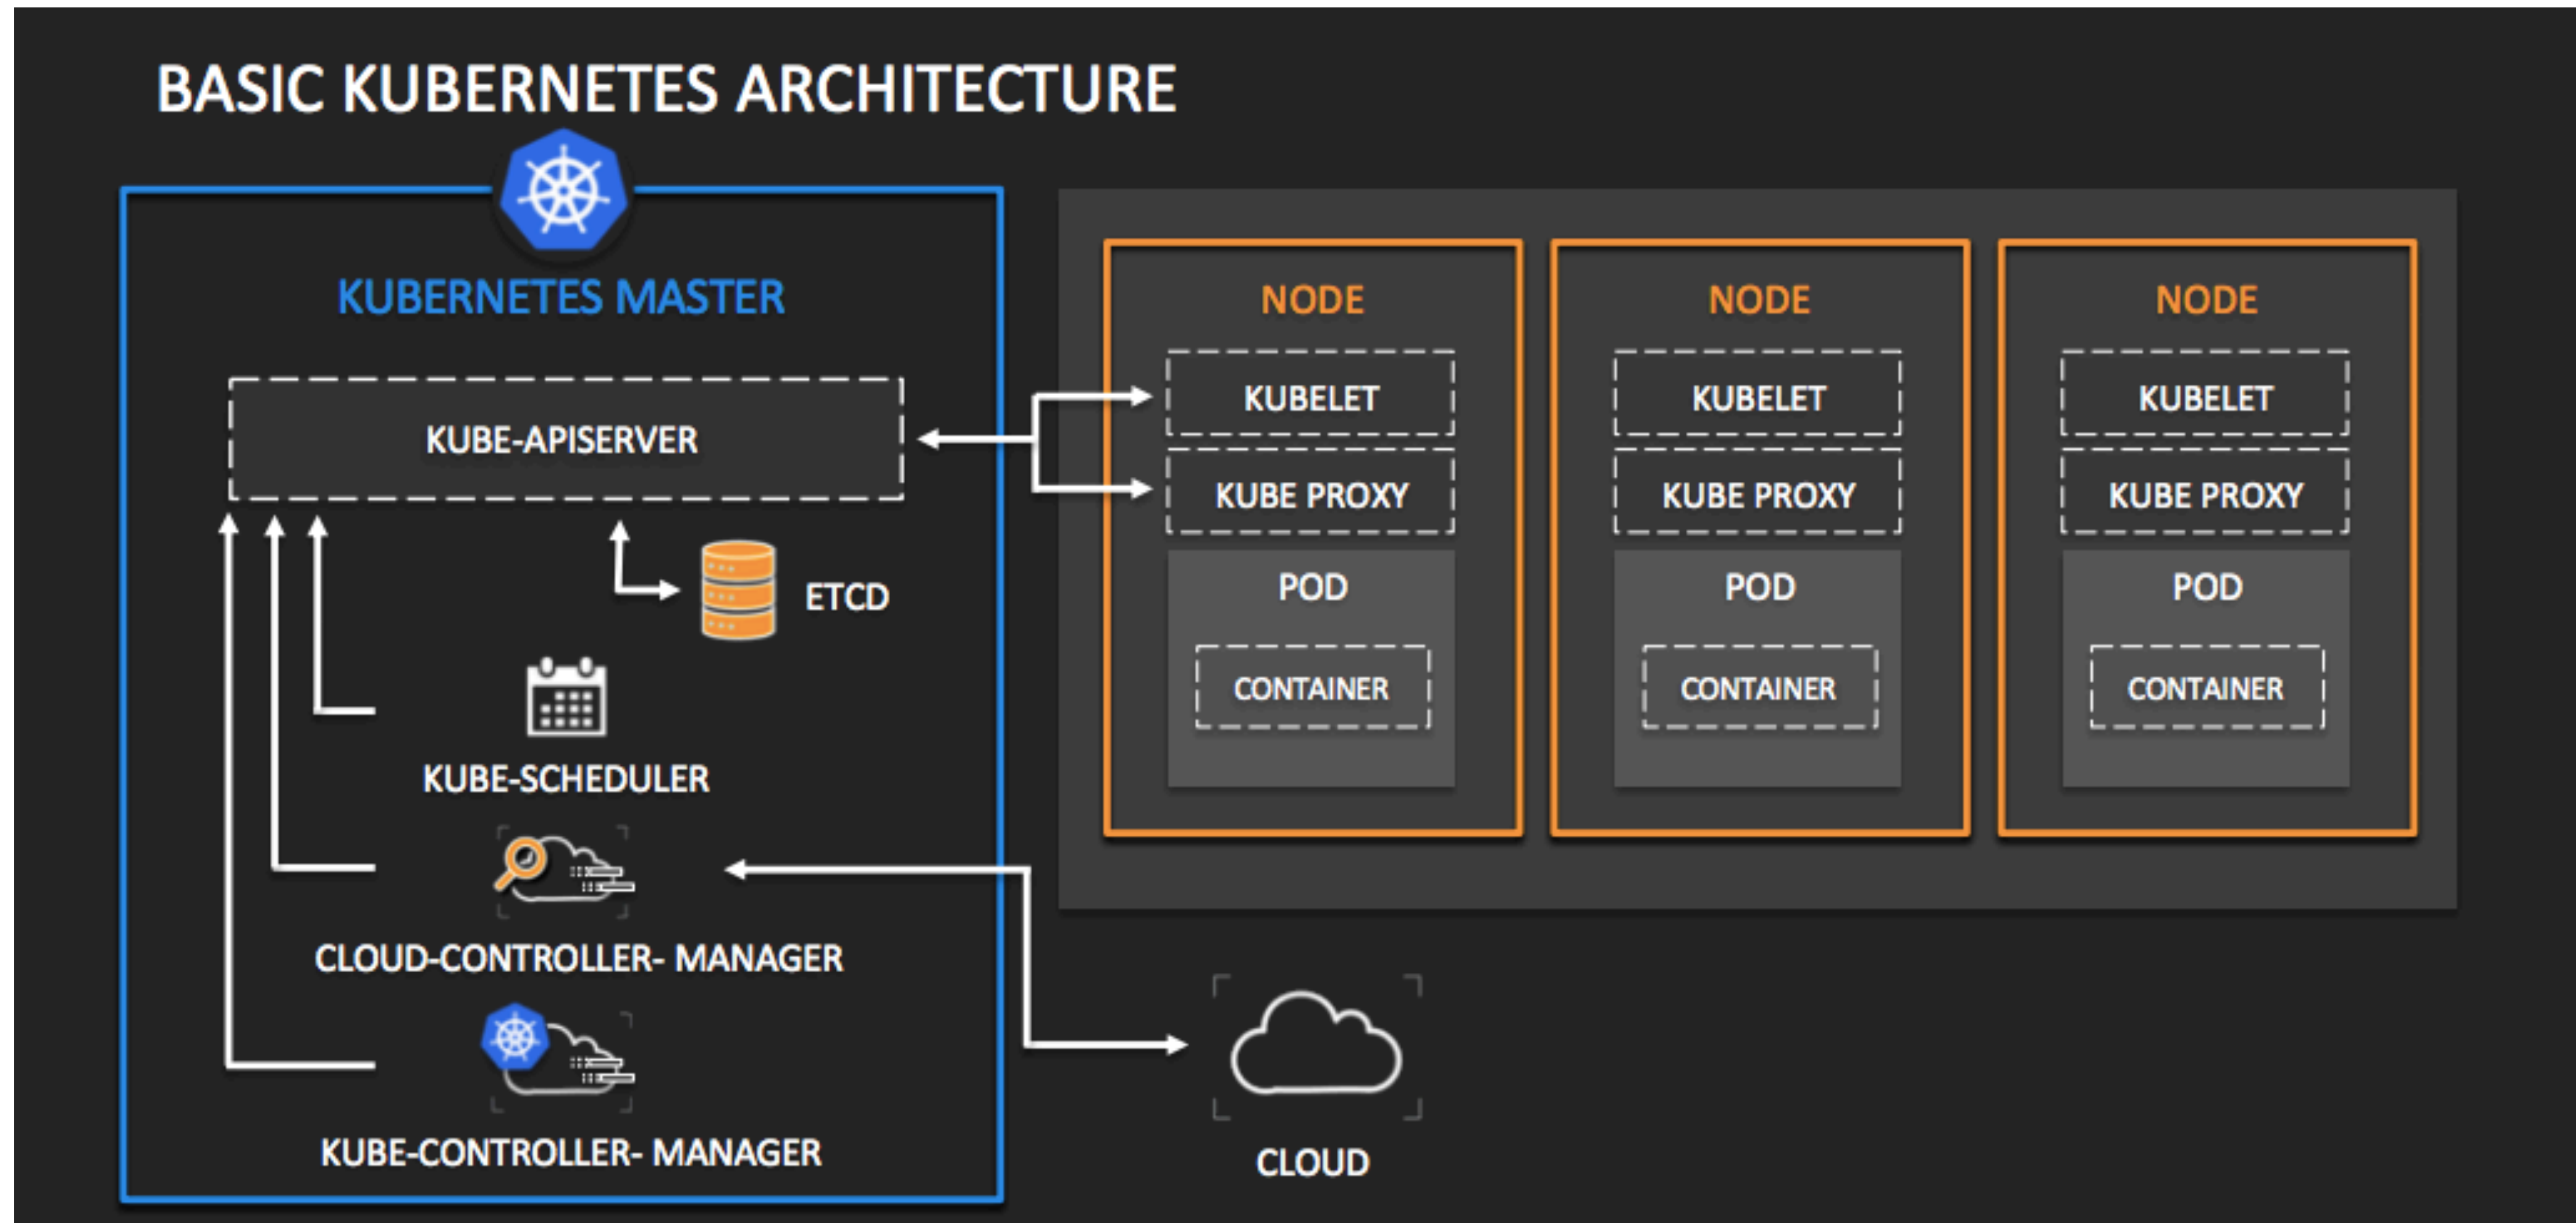 BASIC KUBERNETES ARCHITECTURE
KUBERNETES MASTER
KUBE-APISERVER
ETCD
KUBE-SCHEDULER
CLOUD-CONTROLLER- MANAGER
KUBE-CONTROLLER- MANAGER
NODE
KUBELET
KUBE PROXY
POD
CONTAINER
NODE
KUBELET
KUBE PROXY
POD
CONTAINER
NODE
KUBELET
KUBE PROXY
POD
CONTAINER
CLOUD